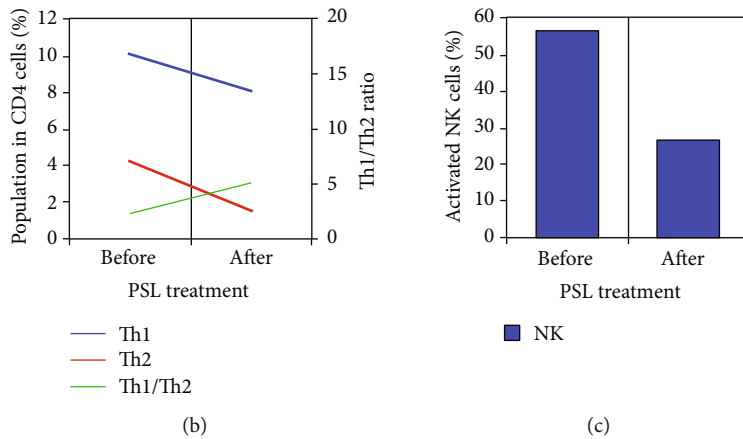 12
10
8
6
4
2
0
Population in CD4 cells (%)
20
15
10
5
0
Th1/Th2 ratio
Before After
PSL treatment
Th1
Th2
Th1/Th2
(b)
60
50
40
30
20
10
0
Activated NK cells (%)
Before After
PSL treatment
NK
(c)